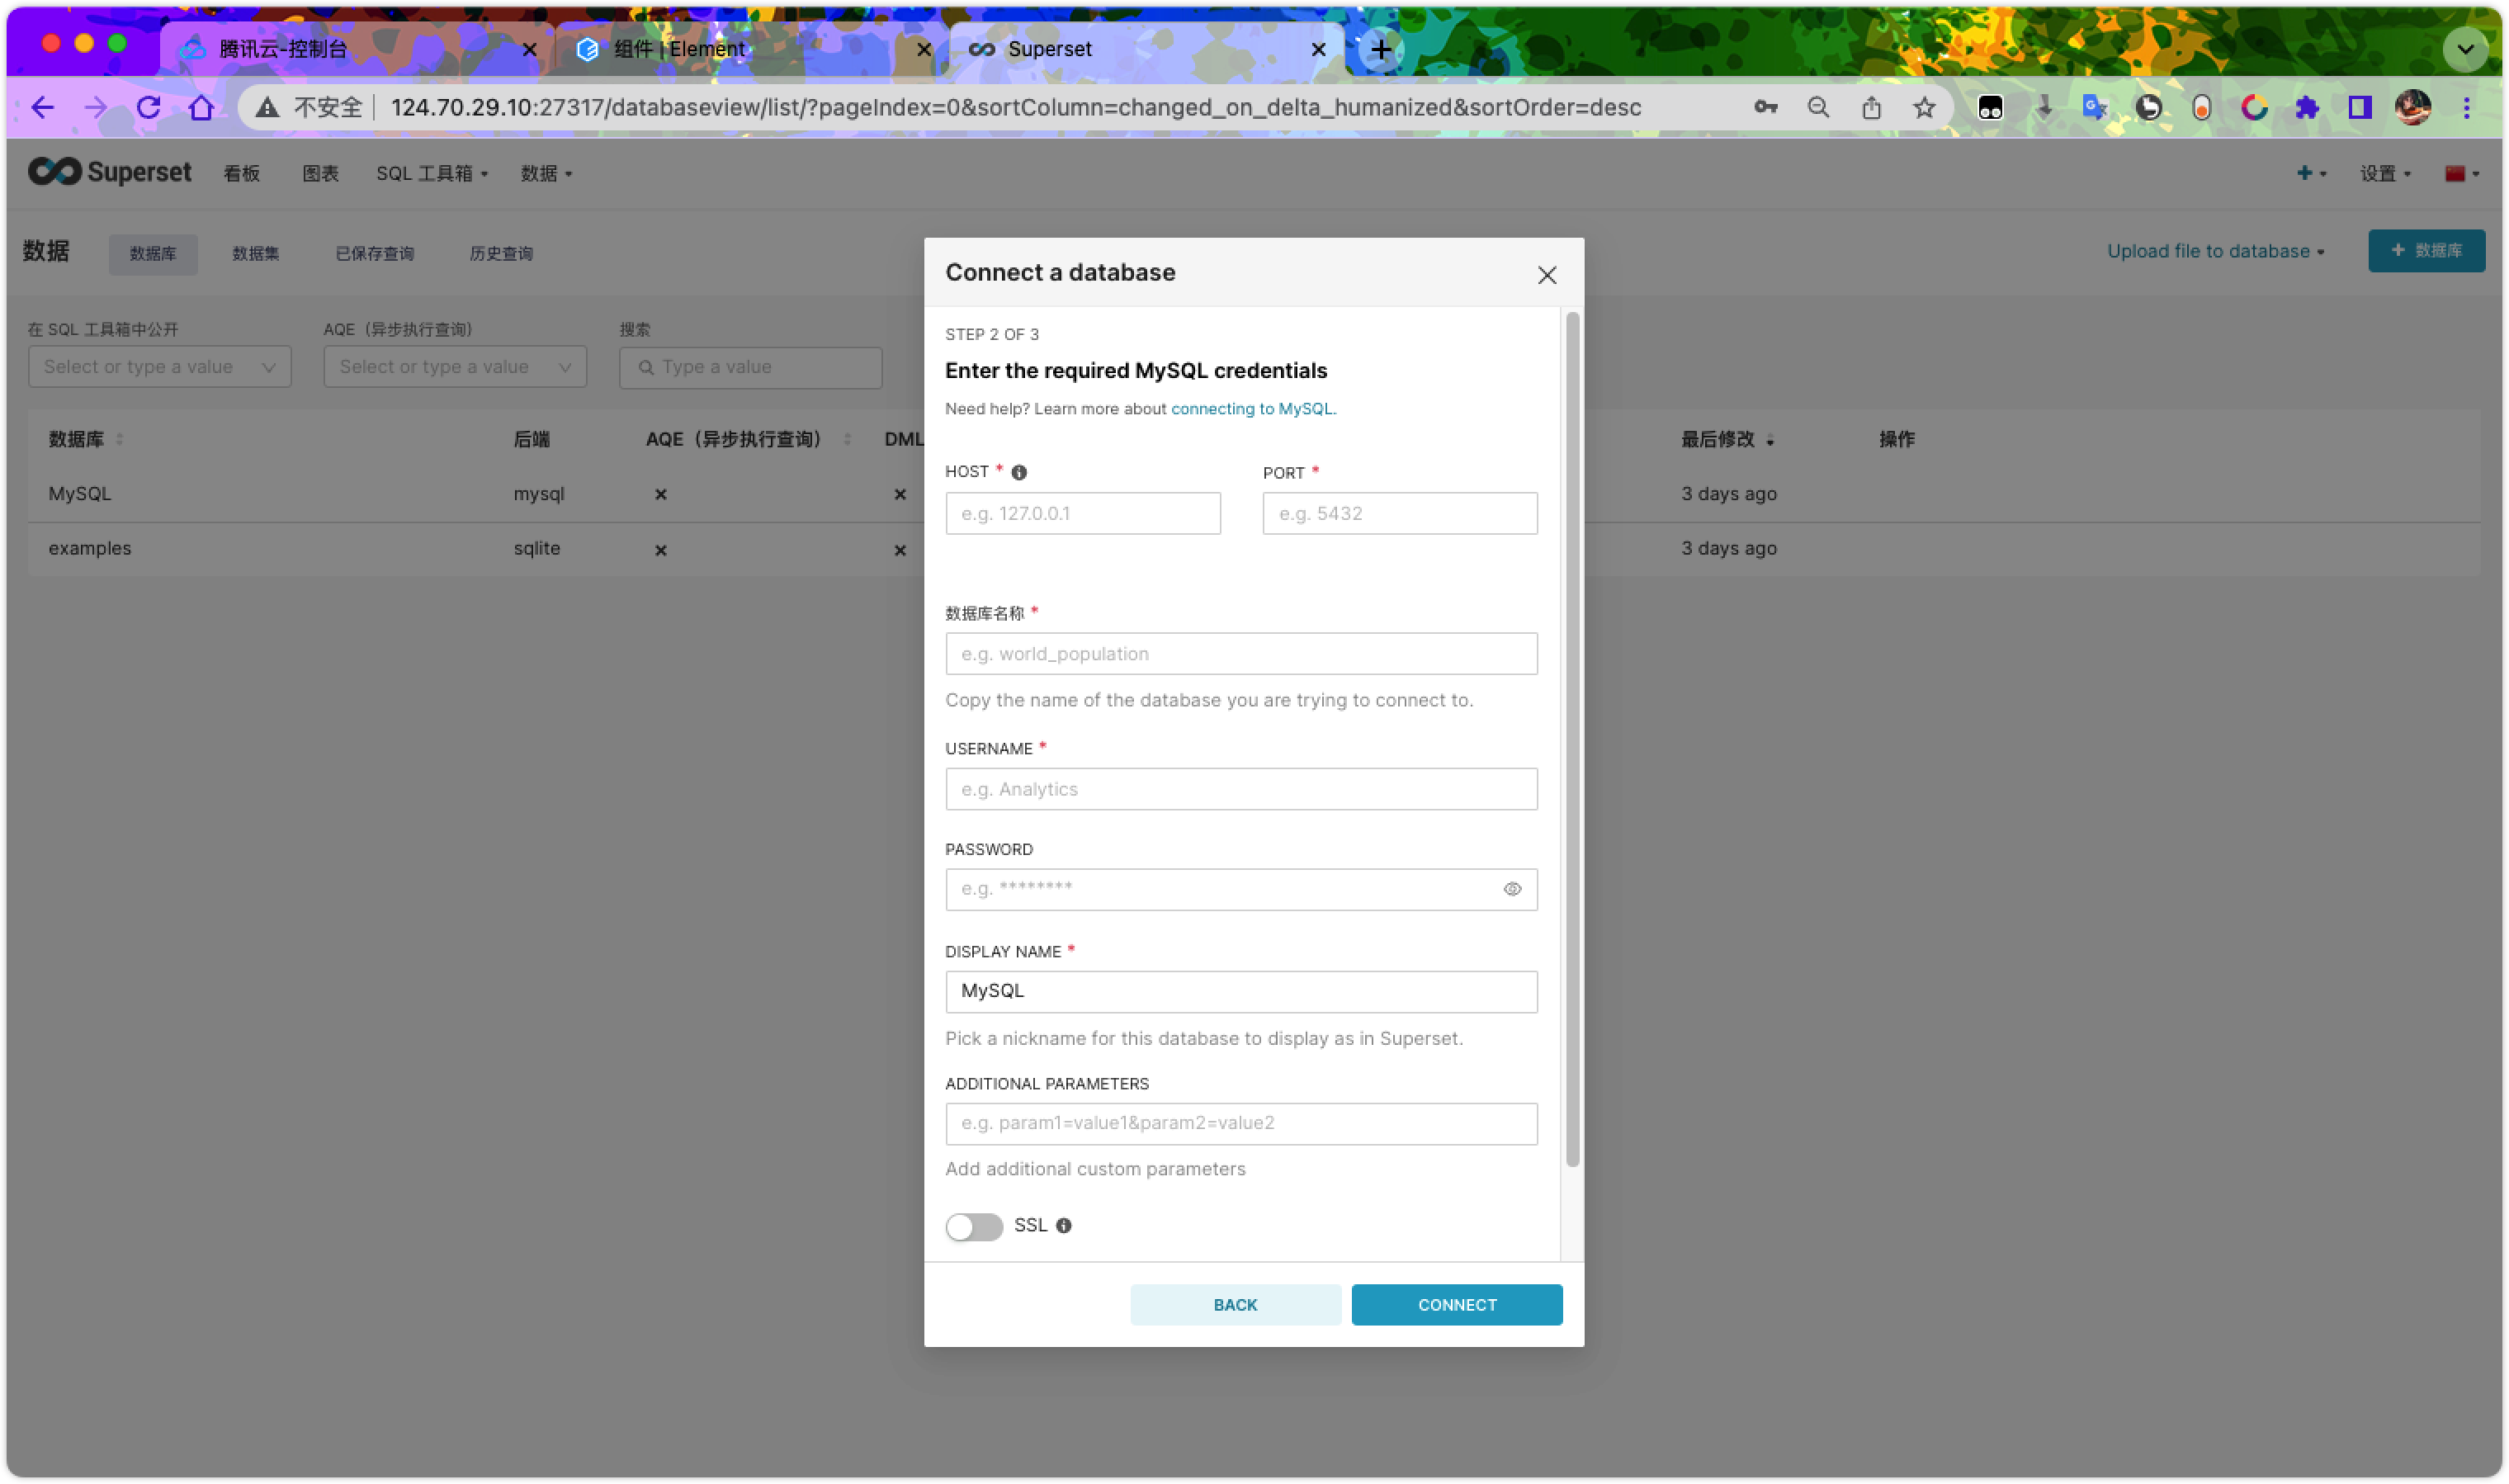 腾讯云-控制台
组件 | Element
Superset
不安全 124.70.29.10:27317/databaseview/list/?pageIndex=0&sortColumn=changed_on_delta_humanized&sortOrder=desc
Superset 看板 图表 SQL 工具箱 数据 设置
数据 数据库 数据集 已保存查询 历史查询 Upload file to database + 数据库
在 SQL 工具箱中公开 AQE（异步执行查询） 搜索
Select or type a value Select or type a value Type a value
数据库 后端 AQE（异步执行查询） DML 最后修改 操作
MySQL mysql 3 days ago
examples sqlite 3 days ago
Connect a database
STEP 2 OF 3
Enter the required MySQL credentials
Need help? Learn more about connecting to MySQL.
HOST * PORT *
e.g. 127.0.0.1 e.g. 5432
数据库名称 *
e.g. world_population
Copy the name of the database you are trying to connect to.
USERNAME *
e.g. Analytics
PASSWORD
e.g. ********
DISPLAY NAME *
MySQL
Pick a nickname for this database to display as in Superset.
ADDITIONAL PARAMETERS
e.g. param1=value1&param2=value2
Add additional custom parameters
SSL
BACK CONNECT